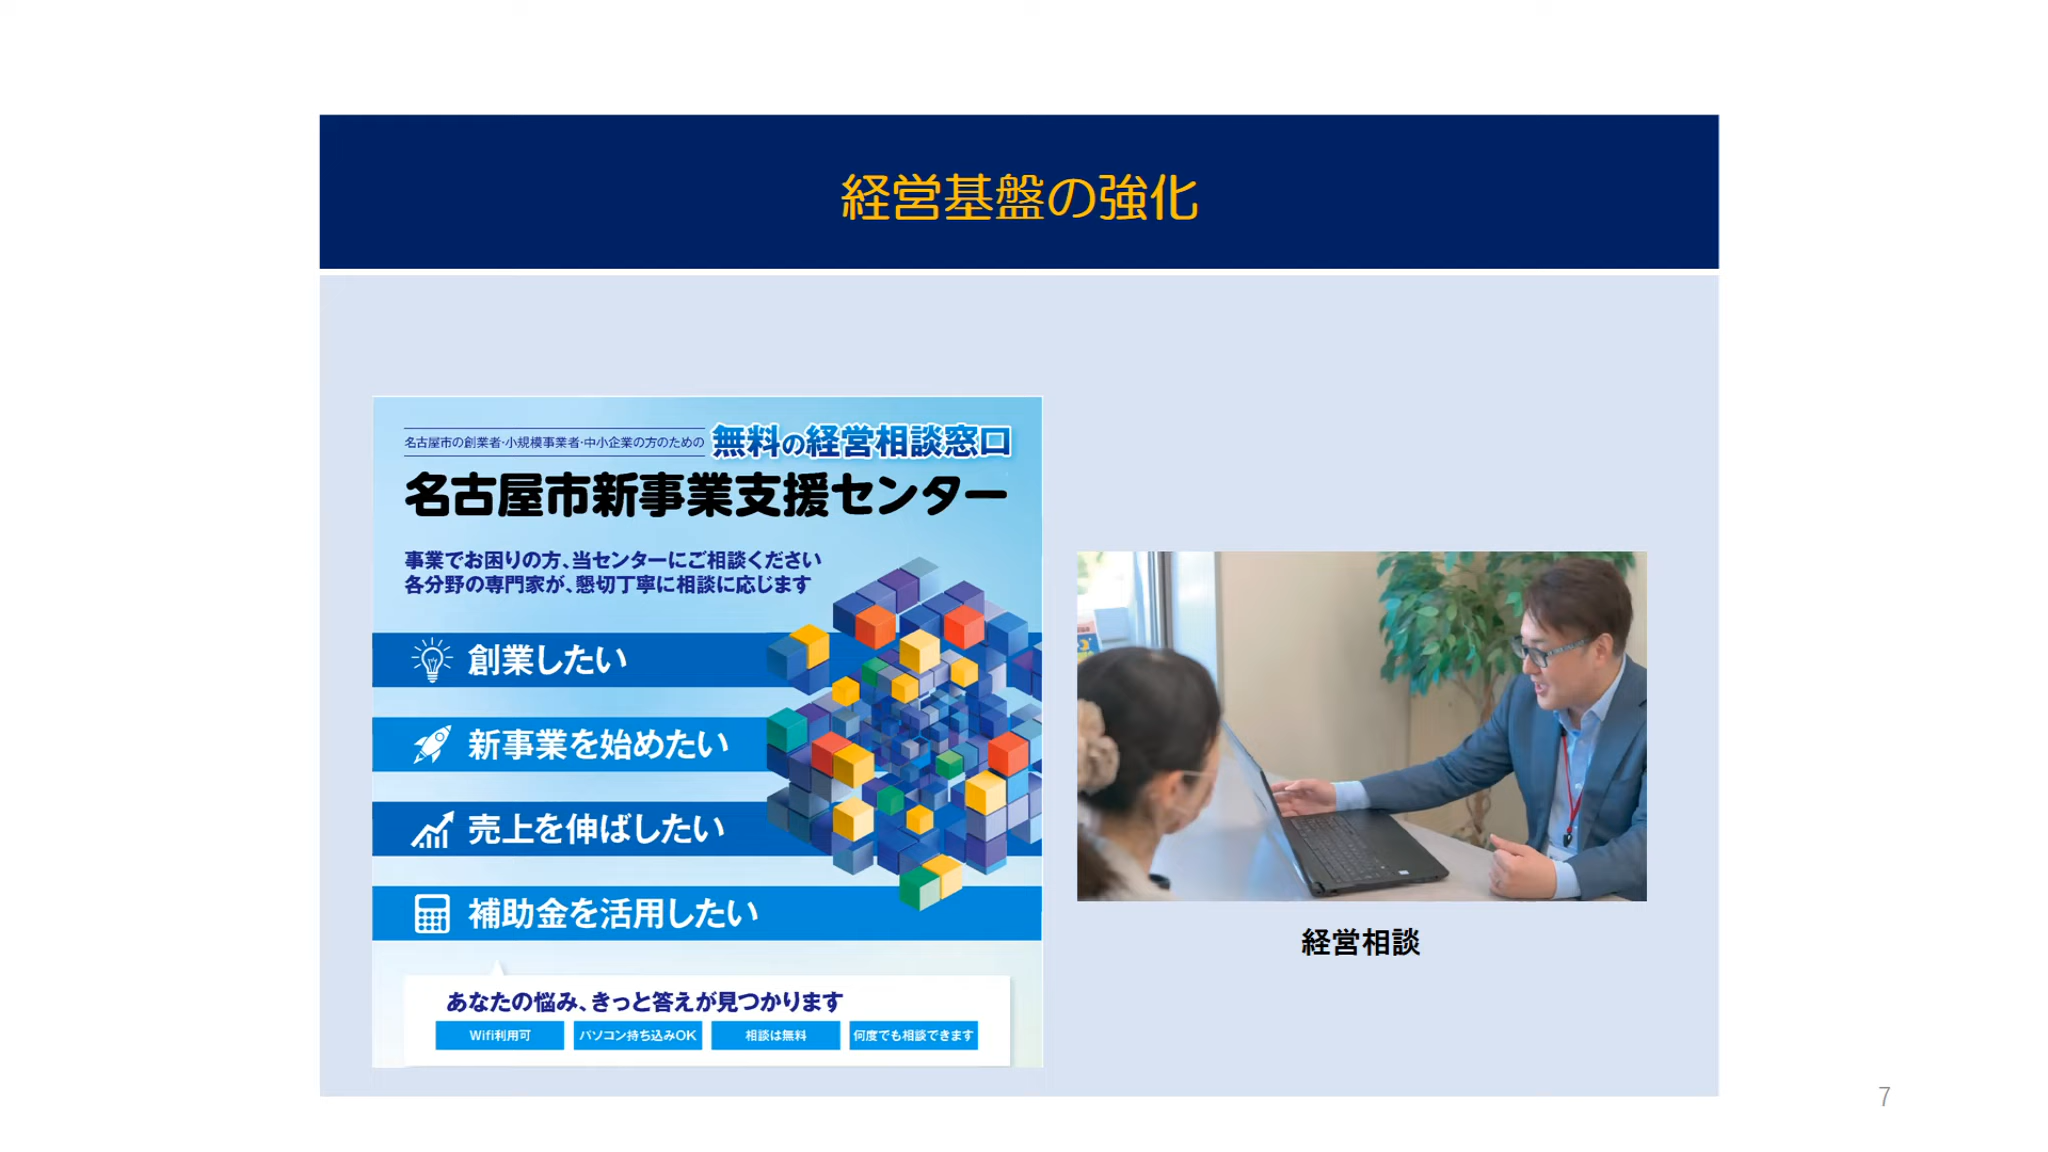 経営基盤の強化
名古屋市の創業者・小規模事業者・中小企業の方のための 無料の経営相談窓口
名古屋市新事業支援センター
事業でお困りの方、当センターにご相談ください
各分野の専門家が、懇切丁寧に相談に応じます
創業したい
新事業を始めたい
売上を伸ばしたい
補助金を活用したい
あなたの悩み、きっと答えが見つかります
Wifi利用可 パソコン持ち込みOK 相談は無料 何度でも相談できます
経営相談
7